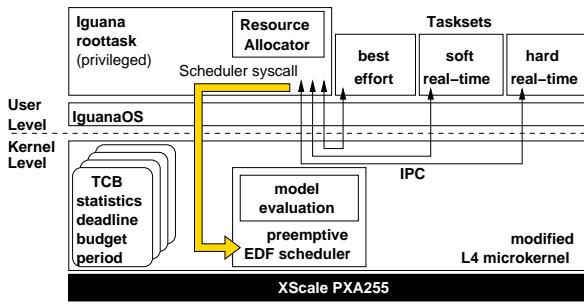 Iguana
roottask
(privileged)
Resource
Allocator
Tasksets
best
effort
soft
real−time
hard
real−time
Scheduler syscall
User
Level
IguanaOS
Kernel
Level
IPC
TCB
statistics
deadline
budget
period
model
evaluation
preemptive
EDF scheduler
modified
L4 microkernel
XScale PXA255